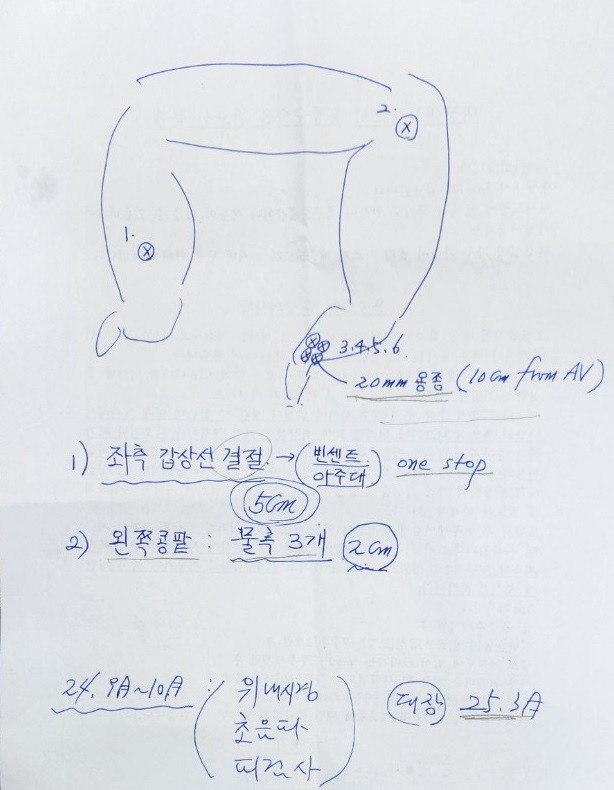 2.
1.
3.4.5.6.
20mm 용종 (10cm from AV)
1) 좌측 갑상선 결절 → (빈센트. 아주대.) one stop
5cm
2) 왼쪽콩팥 : 물혹 3개 2cm
24. 9月~10月 : (위내시경
대장 25.3月
초음파
피검사)